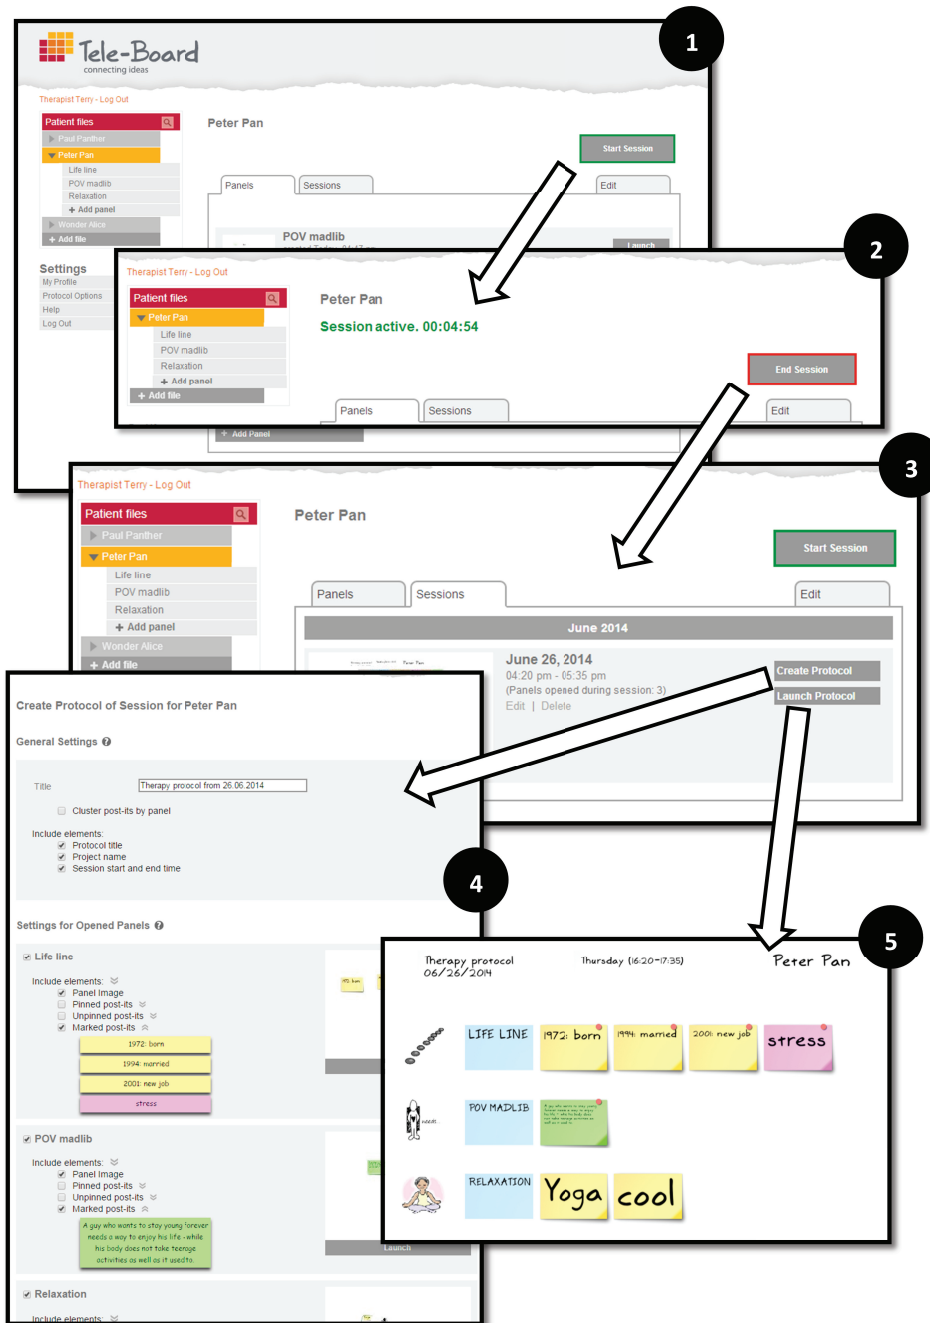 1
Tele-Board
connecting ideas
Therapist Terry - Log Out
Patient files
Paul Panther
Peter Pan
Life line
POV madlib
Relaxation
+ Add panel
Wonder Alice
+ Add file
Settings
My Profile
Protocol Options
Help
Log Out
Peter Pan
Start Session
Panels
Sessions
Edit
POV madlib
Launch
+ Add Panel
2
Therapist Terry - Log Out
Patient files
Peter Pan
Life line
POV madlib
Relaxation
+ Add panel
+ Add file
Peter Pan
Session active. 00:04:54
End Session
Panels
Sessions
Edit
3
Therapist Terry - Log Out
Patient files
Paul Panther
Peter Pan
Life line
POV madlib
Relaxation
+ Add panel
Wonder Alice
+ Add file
Peter Pan
Start Session
Panels
Sessions
Edit
June 2014
June 26, 2014
04:20 pm - 05:35 pm
(Panels opened during session: 3)
Edit | Delete
Create Protocol
Launch Protocol
4
Create Protocol of Session for Peter Pan
General Settings
Title
Therapyproocol from 26.06.2014
Cluster post-its by panel
Include elements:
Protocol title
Project name
Session start and end time
Settings for Opened Panels
Life line
Include elements:
Panel Image
Pinned post-its
Unpinned post-its
Marked post-its
1972: born
1994: married
2001: new job
stress
POV madlib
Include elements:
Panel Image
Pinned post-its
Unpinned post-its
Marked post-its
A guy who wants to stay young forever
needs a way to enjoy his life - while
his body does not take teenage
activities as well as it used to.
Launch
Relaxation
Include elements:
5
Therapy protocol
06/26/2014
Thursday (16:20-17:35)
Peter Pan
LIFE LINE
1972: born
1994: married
2001: new job
stress
needs
POV MADLIB
RELAXATION
Yoga
cool